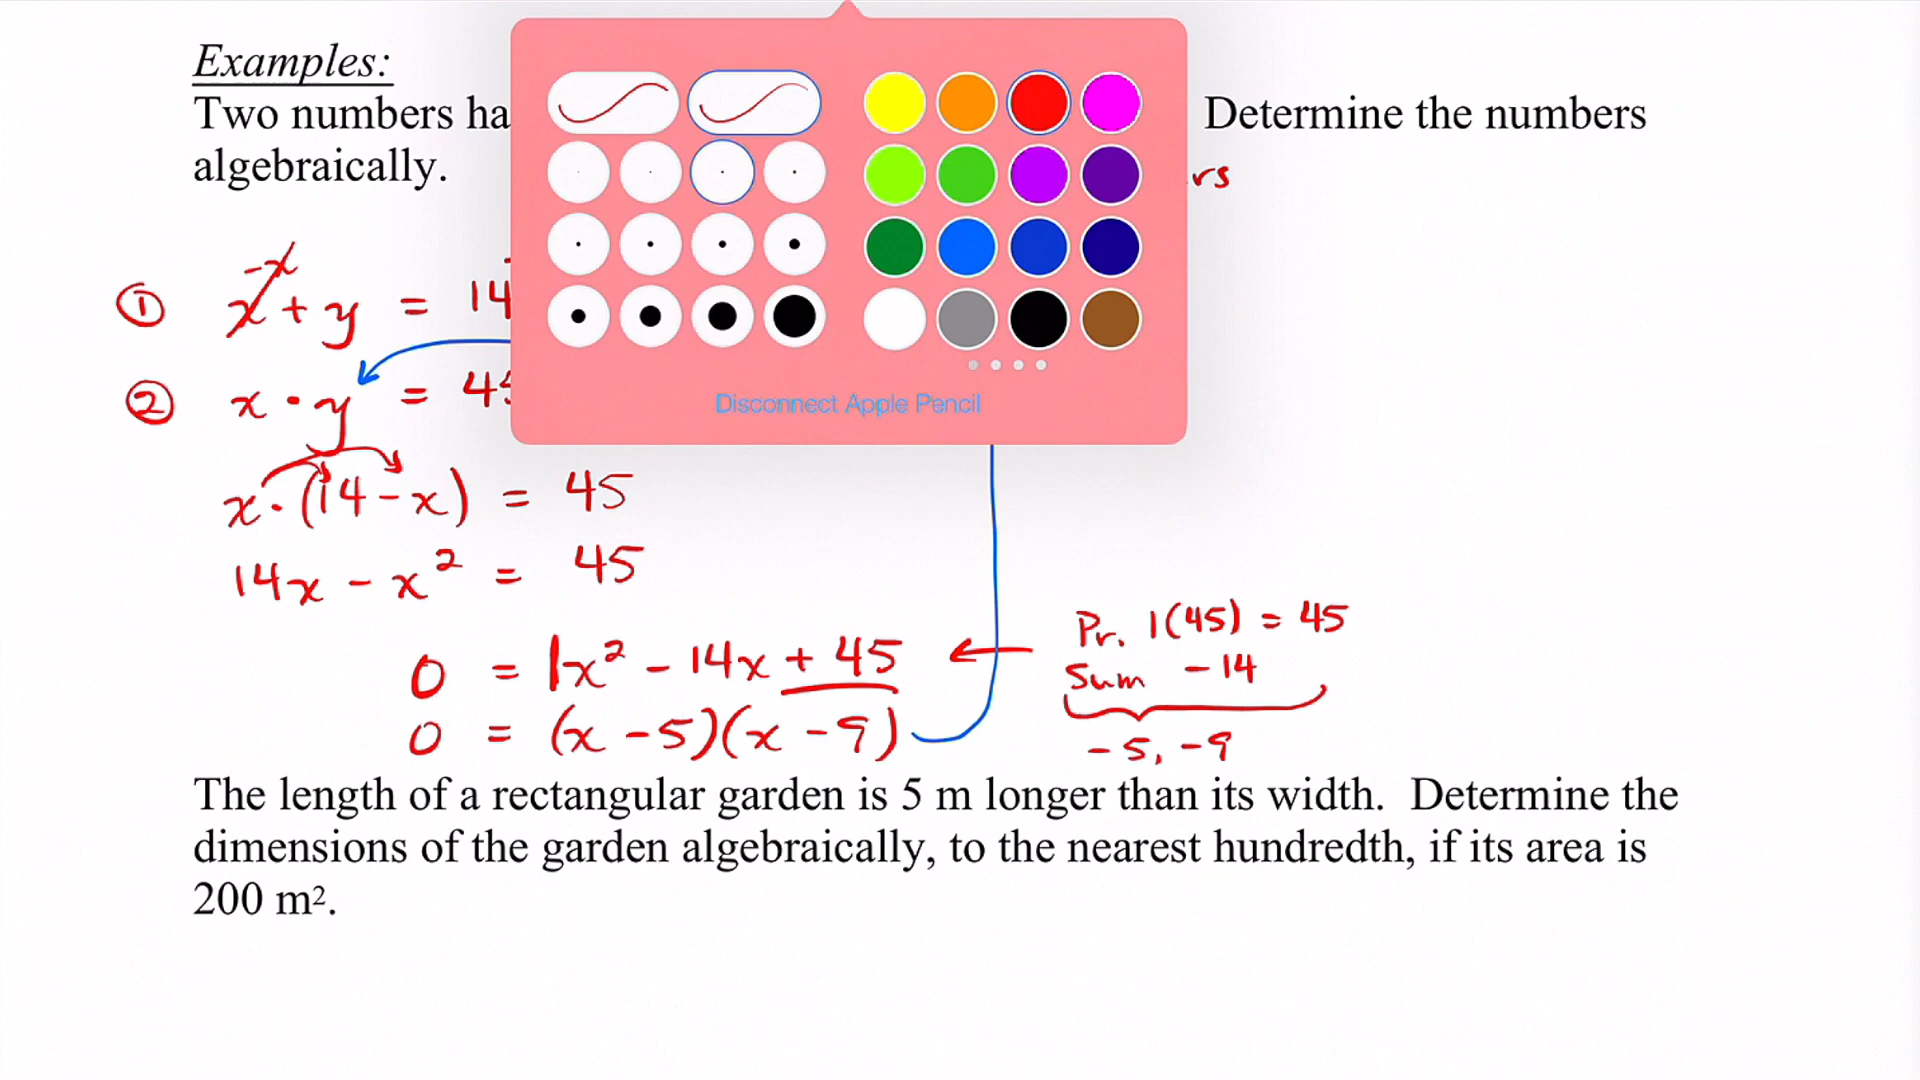 Examples:
Two numbers ha Determine the numbers
algebraically.
rs
-x
① x + y = 14
② x · y = 45
x · (14 - x) = 45
14x - x² = 45
0 = 1x² - 14x + 45
0 = (x - 5)(x - 9)
Pr. 1(45) = 45
Sum -14
-5, -9
Disconnect Apple Pencil
The length of a rectangular garden is 5 m longer than its width. Determine the
dimensions of the garden algebraically, to the nearest hundredth, if its area is
200 m².